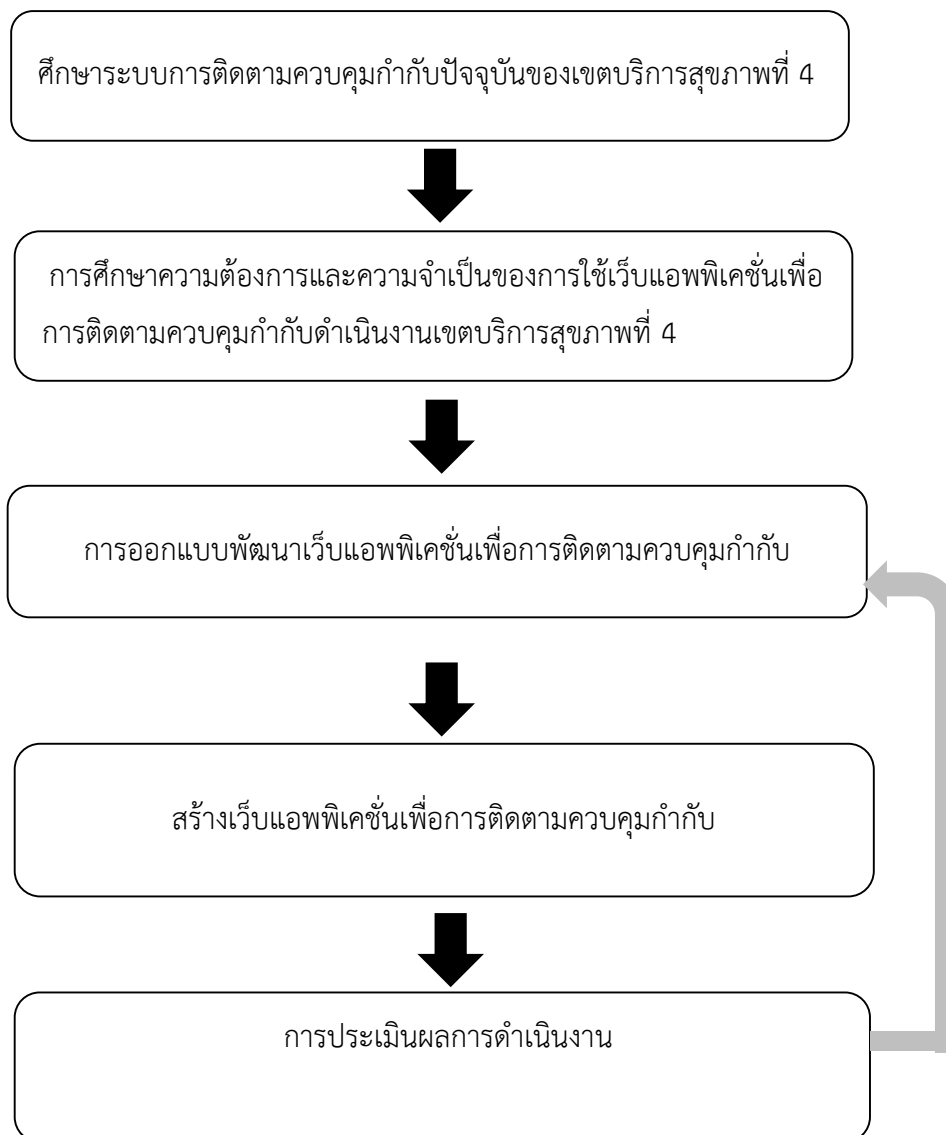 ศึกษาระบบการติดตามควบคุมกำกับปัจจุบันของเขตบริการสุขภาพที่ 4
การศึกษาความต้องการและความจำเป็นของการใช้เว็บแอพพิเคชั่นเพื่อ
การติดตามควบคุมกำกับดำเนินงานเขตบริการสุขภาพที่ 4
การออกแบบพัฒนาเว็บแอพพิเคชั่นเพื่อการติดตามควบคุมกำกับ
สร้างเว็บแอพพิเคชั่นเพื่อการติดตามควบคุมกำกับ
การประเมินผลการดำเนินงาน